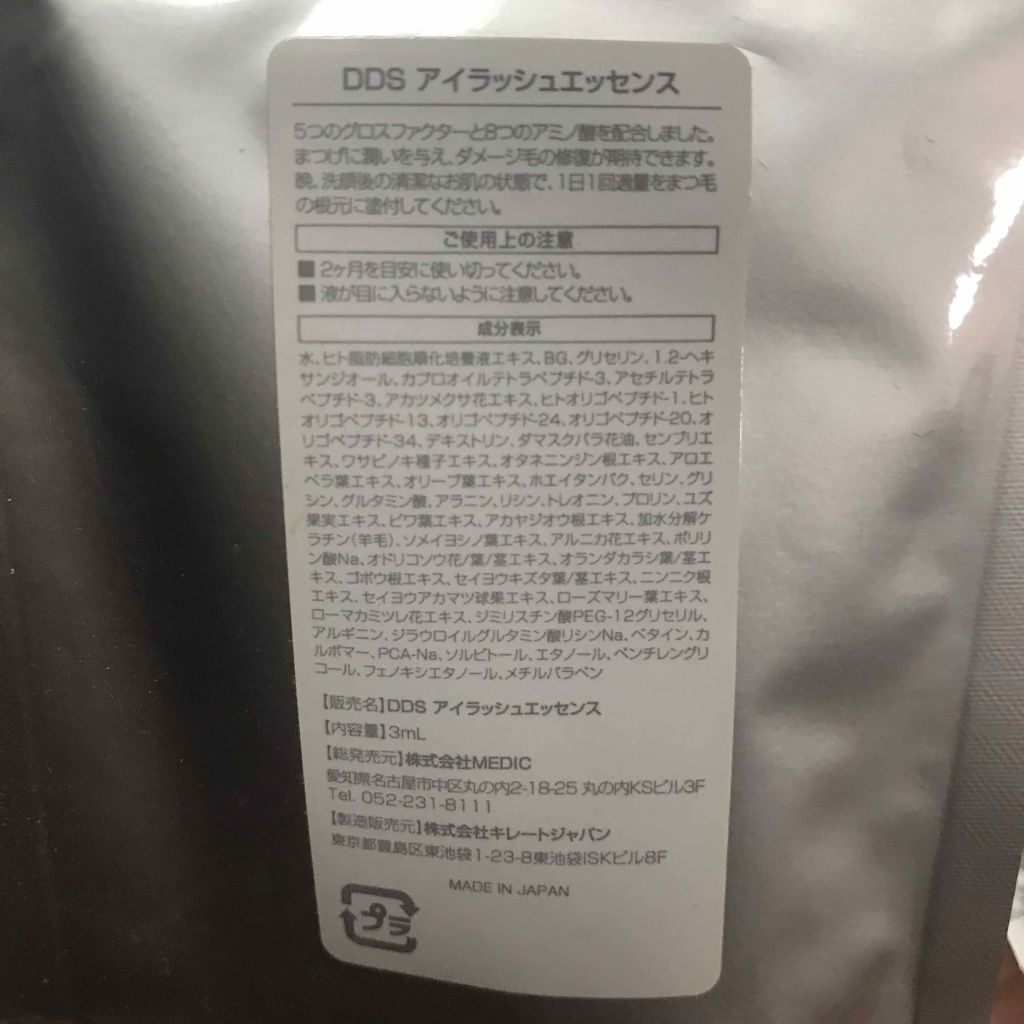 DDS アイラッシュエッセンス
5つのグロスファクターと8つのアミノ酸を配合しました。
まつげに潤いを与え、ダメージ毛の修復が期待できます。
晩、洗顔後の清潔なお肌の状態で、1日1回適量をまつ毛
の根元に塗付してください。
ご使用上の注意
■ 2ヶ月を目安に使い切ってください。
■ 液が目に入らないように注意してください。
成分表示
水、ヒト脂肪細胞順化培養液エキス、BG、グリセリン、1,2-ヘキ
サンジオール、カプロオイルテトラペプチド-3、アセチルテトラ
ペプチド-3、アカツメクサ花エキス、ヒトオリゴペプチド-1、ヒト
オリゴペプチド-13、オリゴペプチド-24、オリゴペプチド-20、オ
リゴペプチド-34、デキストリン、ダマスクバラ花油、センブリエ
キス、ワサビノキ種子エキス、オタネニンジン根エキス、アロエ
ベラ葉エキス、オリーブ葉エキス、ホエイタンパク、セリン、グリ
シン、グルタミン酸、アラニン、リシン、トレオニン、プロリン、ユズ
果実エキス、ビワ葉エキス、アカヤジオウ根エキス、加水分解ケ
ラチン(羊毛)、ソメイヨシノ葉エキス、アルニカ花エキス、ポリリ
ン酸Na、オドリコソウ花/葉/茎エキス、オランダカラシ葉/茎エ
キス、ゴボウ根エキス、セイヨウキズタ葉/茎エキス、ニンニク根
エキス、セイヨウアカマツ球果エキス、ローズマリー葉エキス、
ローマカミツレ花エキス、ジミリスチン酸PEG-12グリセリル、
アルギニン、ジラウロイルグルタミン酸リシンNa、ベタイン、カ
ルボマー、PCA-Na、ソルビトール、エタノール、ペンチレングリ
コール、フェノキシエタノール、メチルパラベン
【販売名】DDS アイラッシュエッセンス
【内容量】3mL
【総発売元】株式会社MEDIC
愛知県名古屋市中区丸の内2-18-25 丸の内KSビル3F
Tel. 052-231-8111
【製造販売元】株式会社キレートジャパン
東京都豊島区東池袋1-23-8東池袋ISKビル8F
MADE IN JAPAN
プラ